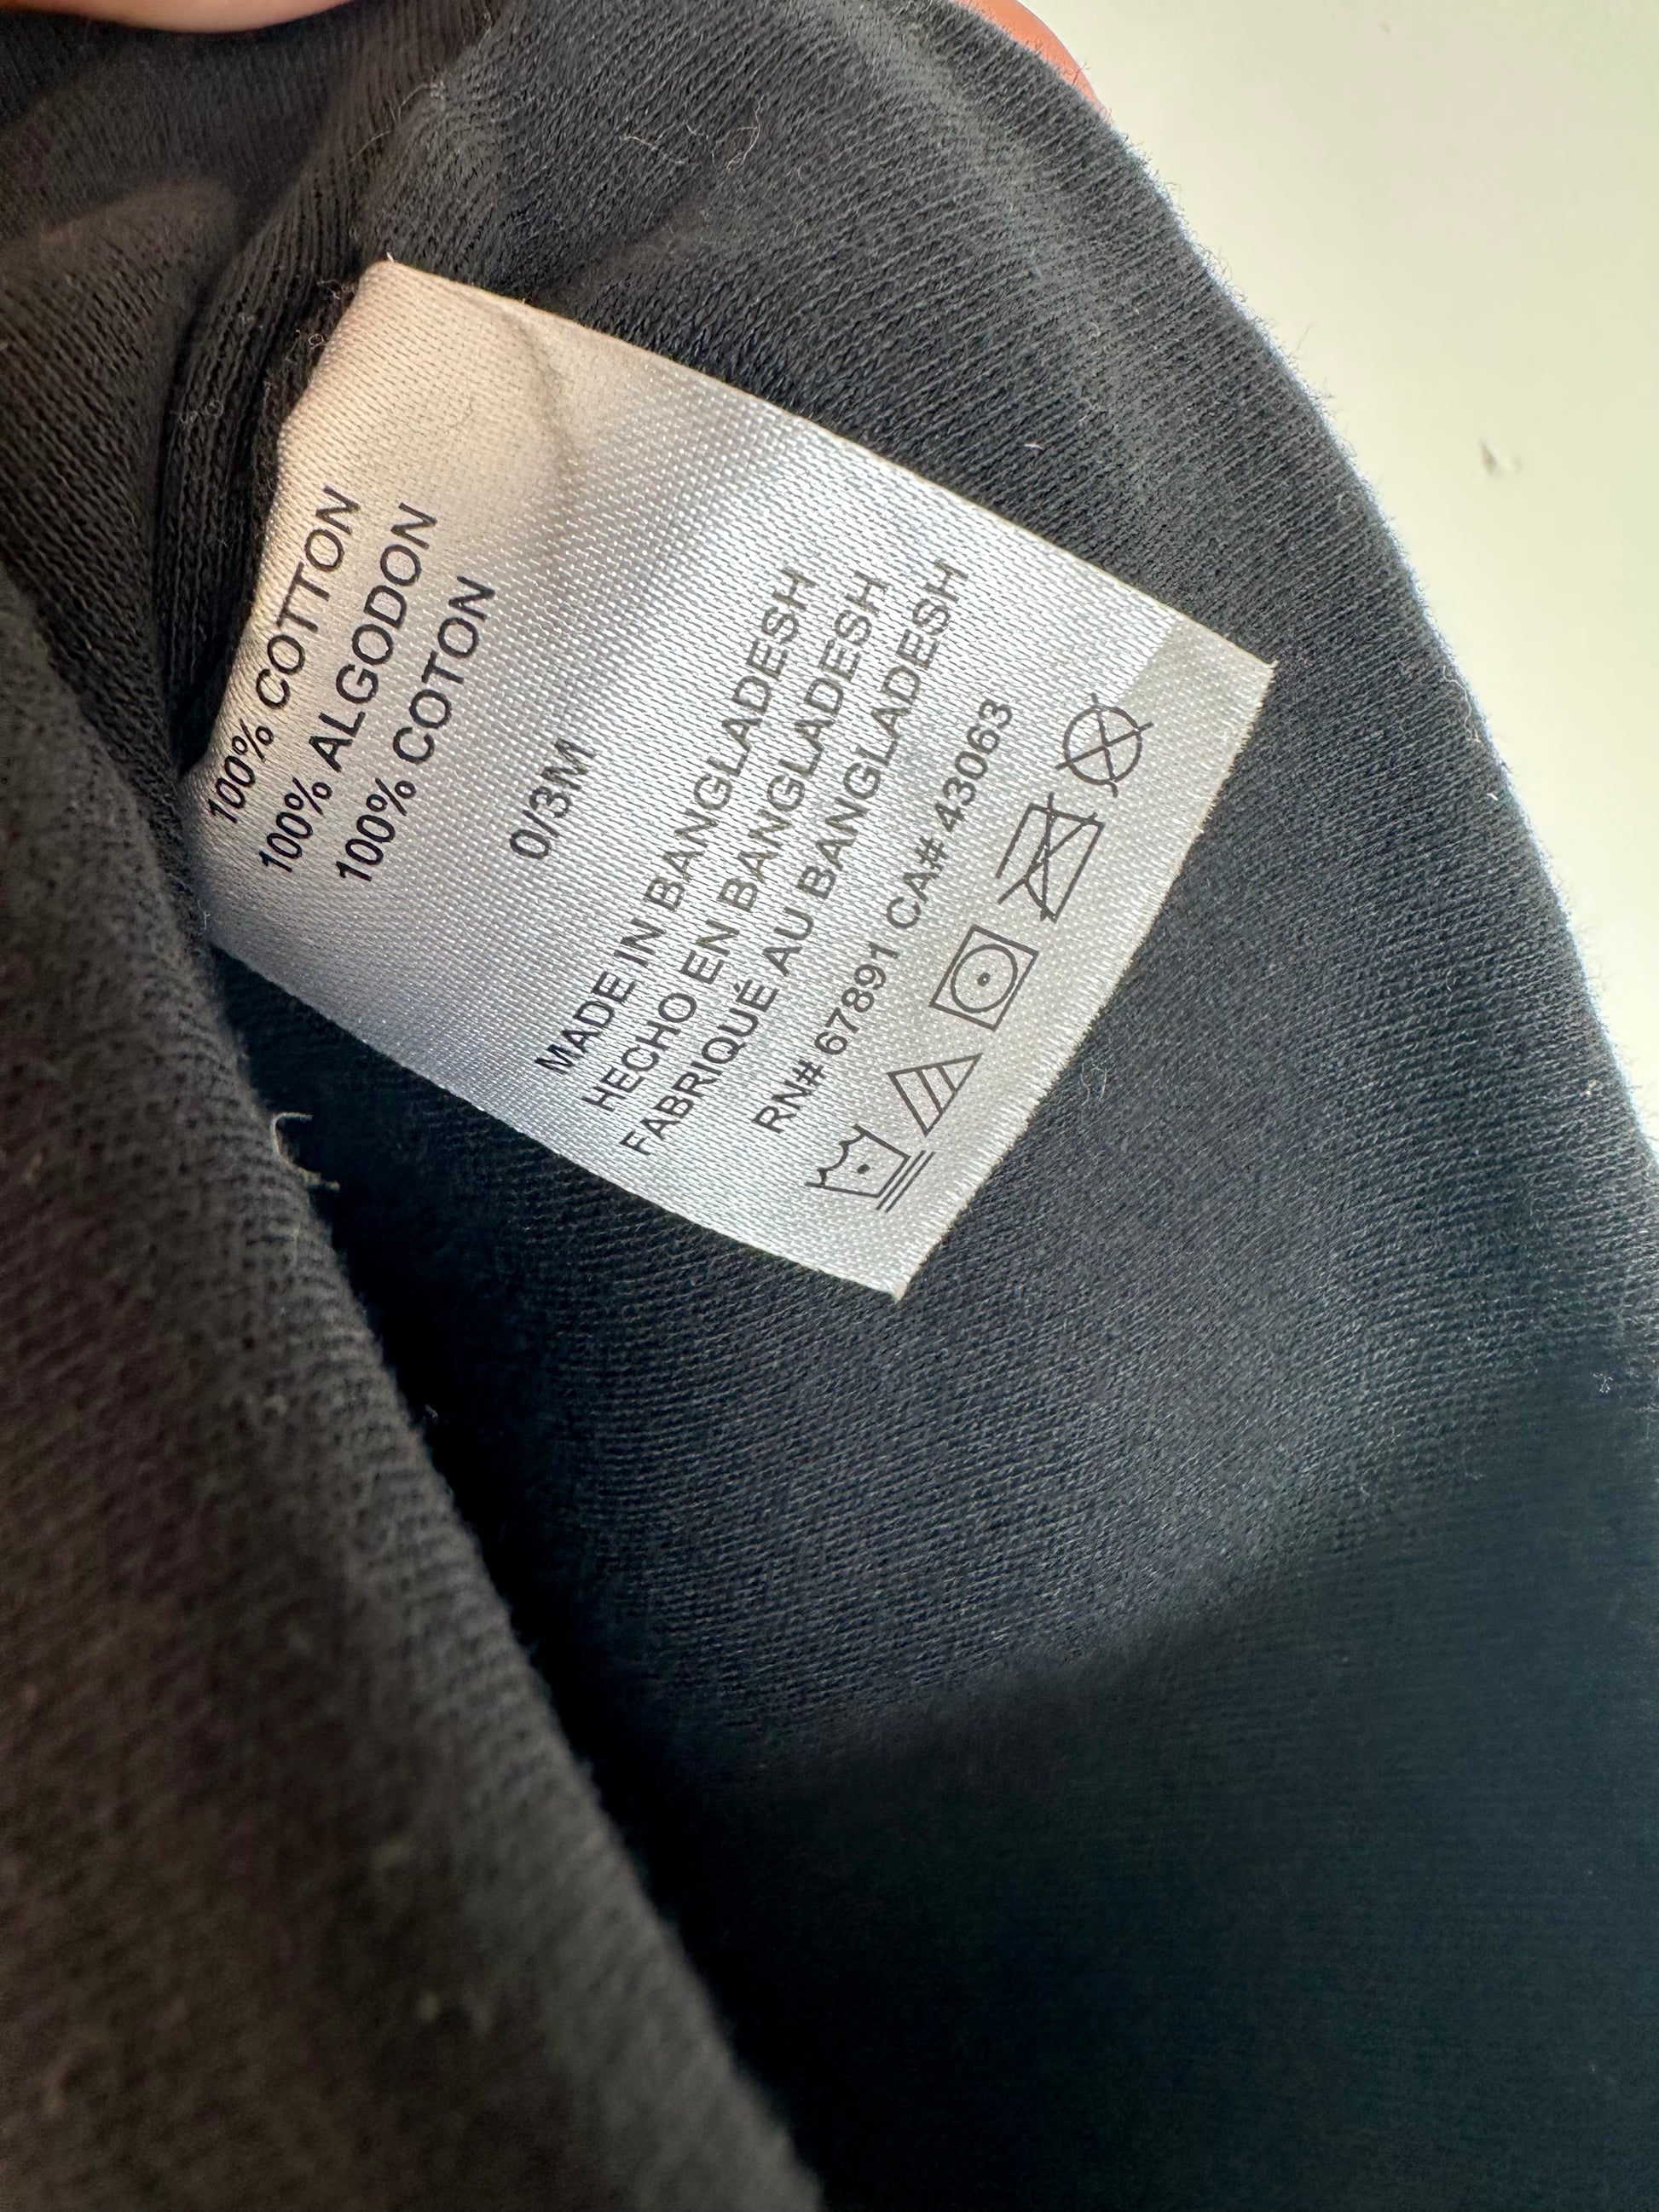 100% COTTON
100% ALGODON
100% COTON
0/3M
MADE IN BANGLADESH
HECHO EN BANGLADESH
FABRIQUÉ AU BANGLADESH
RN# 67891 CA# 43063